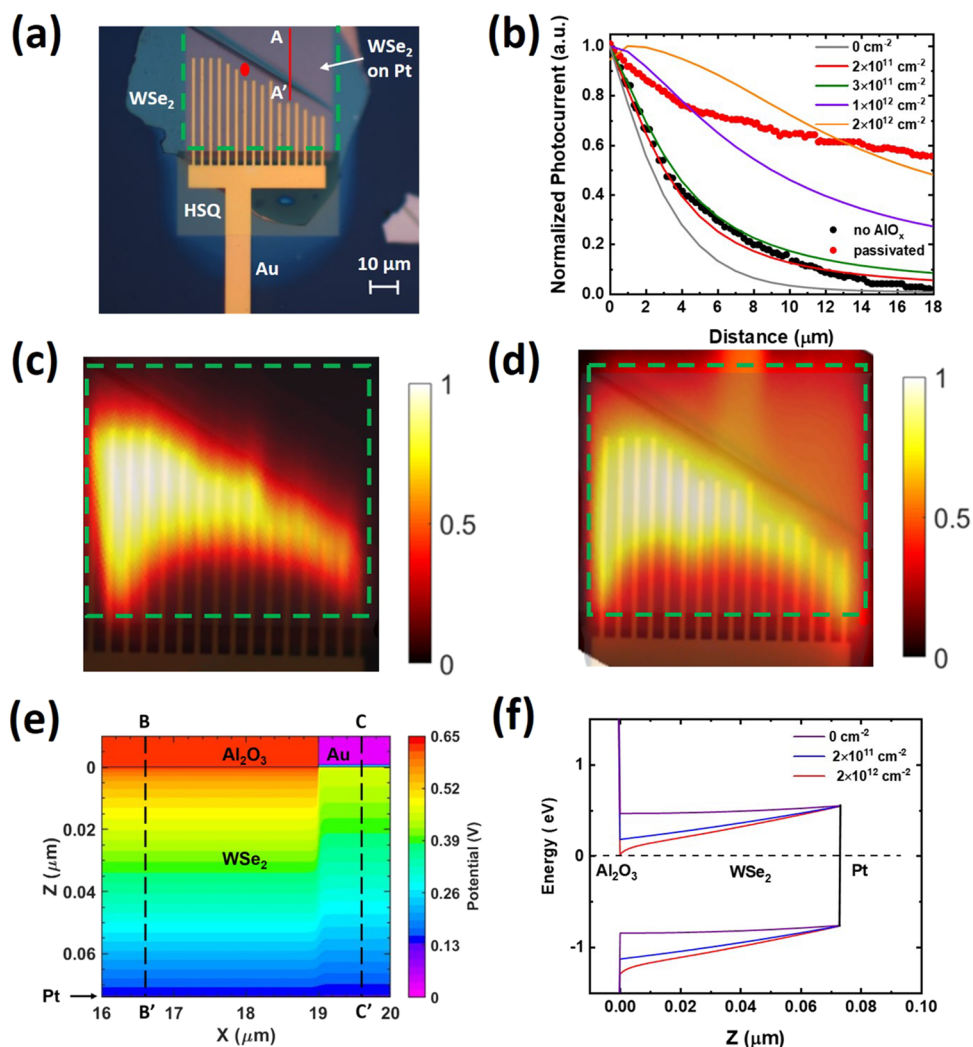 (a)
A
WSe2
on Pt
WSe2
A'
HSQ
Au
10 μm
(b)
Normalized Photocurrent (a.u.)
1.0
0.8
0.6
0.4
0.2
0.0
0 cm-2
2×10^11 cm-2
3×10^11 cm-2
1×10^12 cm-2
2×10^12 cm-2
no AlOx
passivated
0 2 4 6 8 10 12 14 16 18
Distance (μm)
(c)
1
0.5
0
(d)
1
0.5
0
(e)
B
C
Al2O3
Au
0
0.02
0.04
0.06
Z (μm)
WSe2
Pt
B'
C'
16 17 18 19 20
X (μm)
0.65
0.52
0.39
0.26
0.13
0
Potential (V)
(f)
0 cm-2
2×10^11 cm-2
2×10^12 cm-2
Energy ( eV)
1
0
-1
Al2O3
WSe2
Pt
0.00 0.02 0.04 0.06 0.08 0.10
Z (μm)